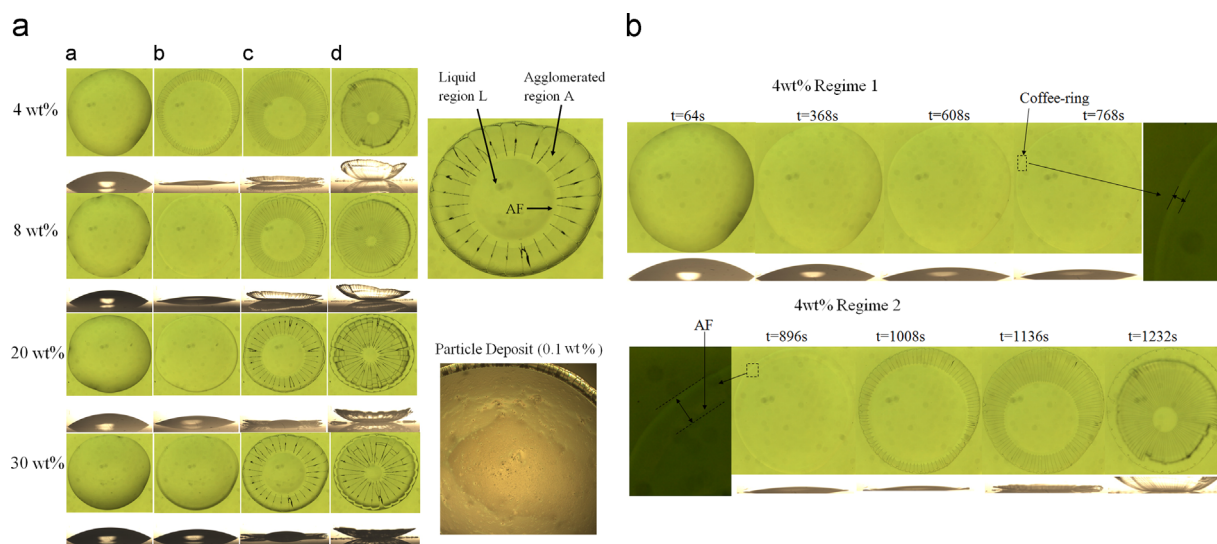 a
a b c d
4 wt%
8 wt%
20 wt%
30 wt%
Liquid
region L
Agglomerated
region A
AF
Particle Deposit (0.1 wt%)
b
4wt% Regime 1
Coffee-ring
t=64s t=368s t=608s t=768s
4wt% Regime 2
AF
t=896s t=1008s t=1136s t=1232s